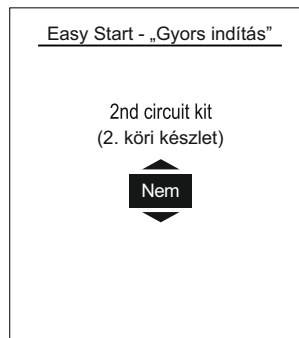 Easy Start - „Gyors indítás”
2nd circuit kit
(2. köri készlet)
Nem